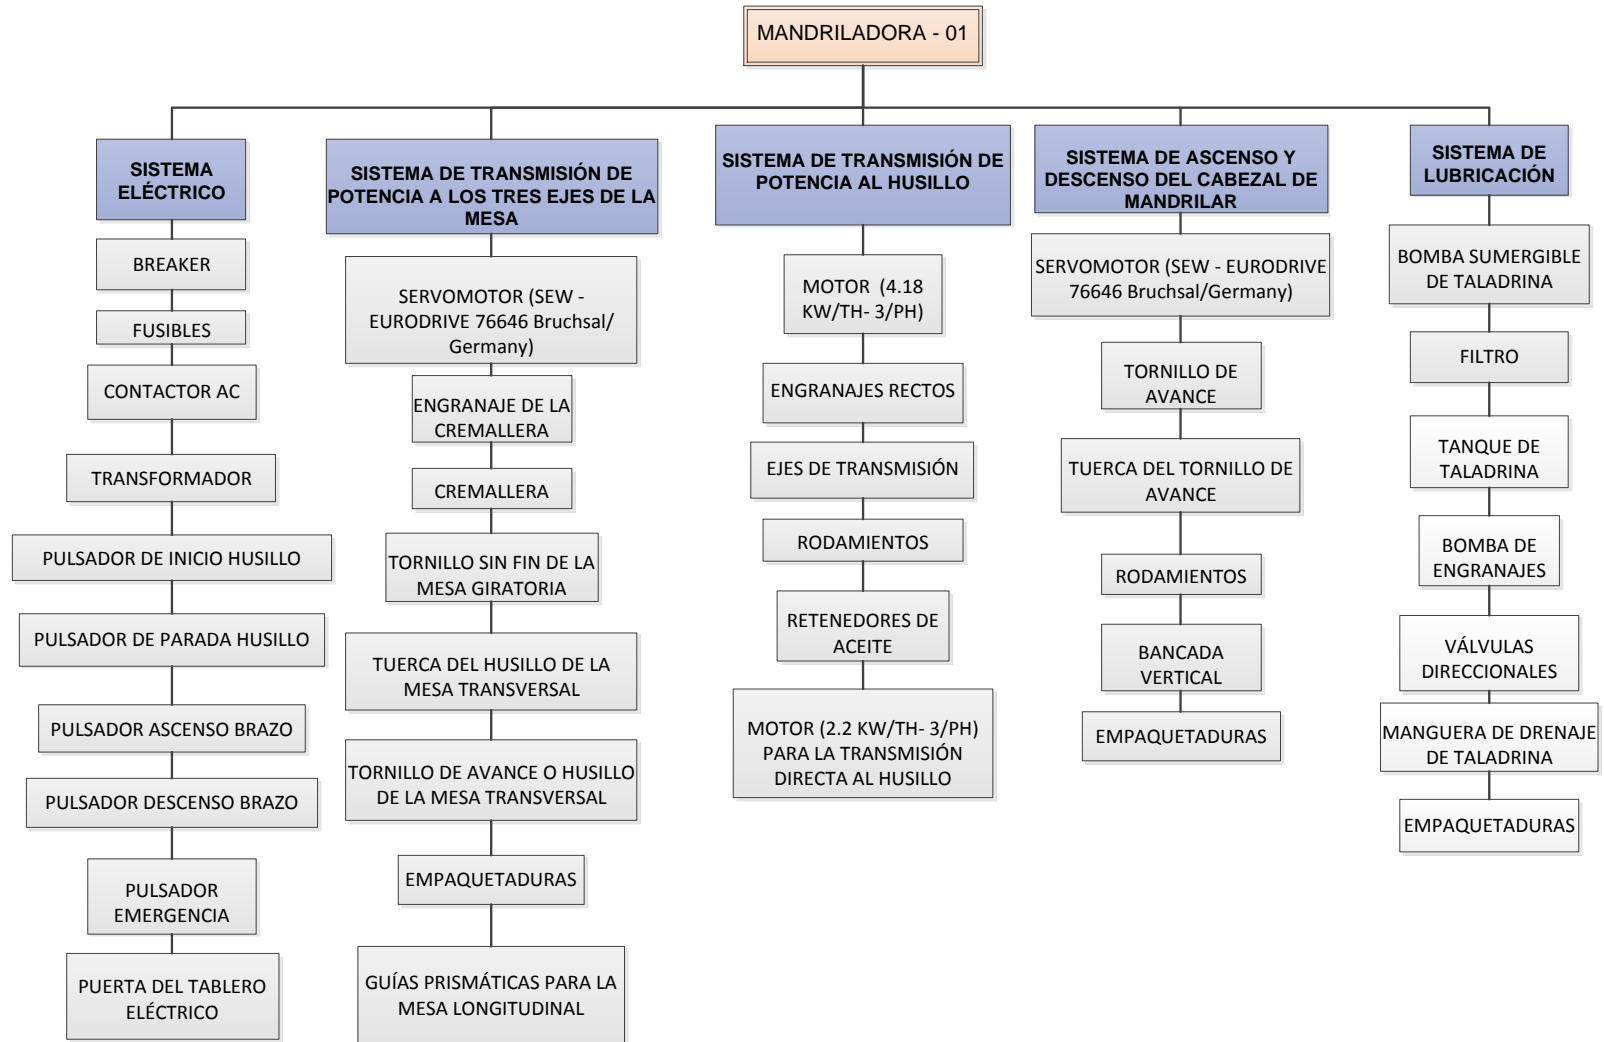 MANDRILADORA - 01
SISTEMA
ELÉCTRICO
BREAKER
FUSIBLES
CONTACTOR AC
TRANSFORMADOR
PULSADOR DE INICIO HUSILLO
PULSADOR DE PARADA HUSILLO
PULSADOR ASCENSO BRAZO
PULSADOR DESCENSO BRAZO
PULSADOR
EMERGENCIA
PUERTA DEL TABLERO
ELÉCTRICO
SISTEMA DE TRANSMISIÓN DE
POTENCIA A LOS TRES EJES DE LA
MESA
SERVOMOTOR (SEW -
EURODRIVE 76646 Bruchsal/
Germany)
ENGRANAJE DE LA
CREMALLERA
CREMALLERA
TORNILLO SIN FIN DE LA
MESA GIRATORIA
TUERCA DEL HUSILLO DE LA
MESA TRANSVERSAL
TORNILLO DE AVANCE O HUSILLO
DE LA MESA TRANSVERSAL
EMPAQUETADURAS
GUÍAS PRISMÁTICAS PARA LA
MESA LONGITUDINAL
SISTEMA DE TRANSMISIÓN DE
POTENCIA AL HUSILLO
MOTOR (4.18
KW/TH- 3/PH)
ENGRANAJES RECTOS
EJES DE TRANSMISIÓN
RODAMIENTOS
RETENEDORES DE
ACEITE
MOTOR (2.2 KW/TH- 3/PH)
PARA LA TRANSMISIÓN
DIRECTA AL HUSILLO
SISTEMA DE ASCENSO Y
DESCENSO DEL CABEZAL DE
MANDRILAR
SERVOMOTOR (SEW - EURODRIVE
76646 Bruchsal/Germany)
TORNILLO DE
AVANCE
TUERCA DEL TORNILLO DE
AVANCE
RODAMIENTOS
BANCADA
VERTICAL
EMPAQUETADURAS
SISTEMA DE
LUBRICACIÓN
BOMBA SUMERGIBLE
DE TALADRINA
FILTRO
TANQUE DE
TALADRINA
BOMBA DE
ENGRANAJES
VÁLVULAS
DIRECCIONALES
MANGUERA DE DRENAJE
DE TALADRINA
EMPAQUETADURAS